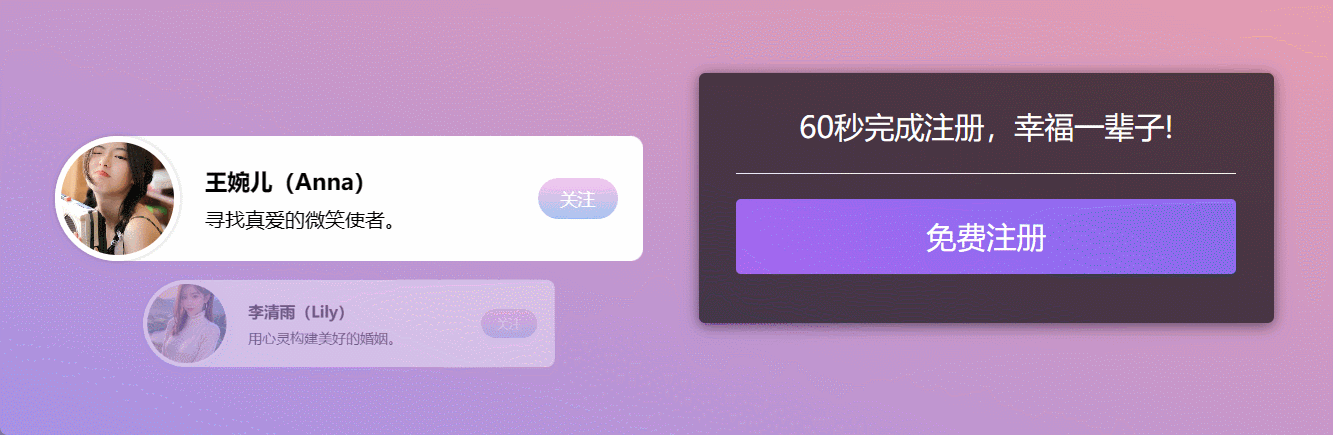 王婉儿（Anna）
寻找真爱的微笑使者。
关注
李清雨（Lily）
用心灵构建美好的婚姻。
关注
60秒完成注册，幸福一辈子!
免费注册